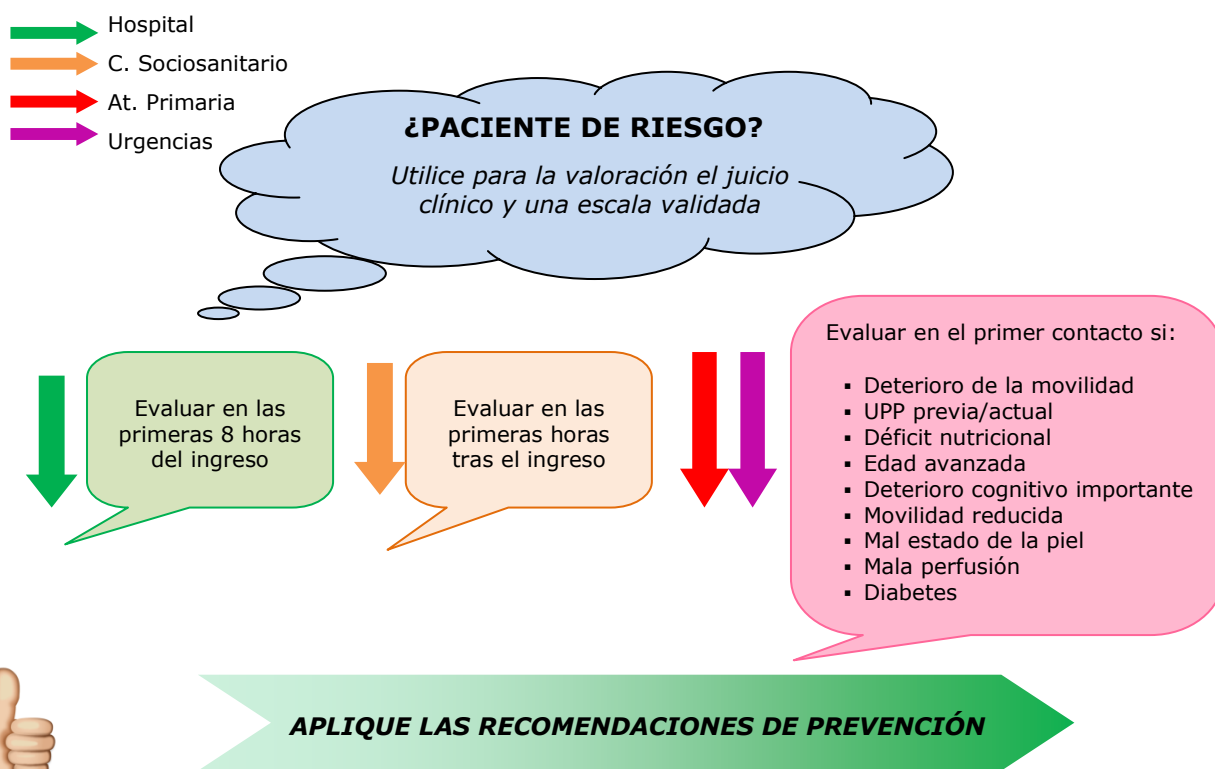 Hospital
C. Sociosanitario
At. Primaria
Urgencias
¿PACIENTE DE RIESGO?
Utilice para la valoración el juicio
clínico y una escala validada
Evaluar en las
primeras 8 horas
del ingreso
Evaluar en las
primeras horas
tras el ingreso
Evaluar en el primer contacto si:
▪ Deterioro de la movilidad
▪ UPP previa/actual
▪ Déficit nutricional
▪ Edad avanzada
▪ Deterioro cognitivo importante
▪ Movilidad reducida
▪ Mal estado de la piel
▪ Mala perfusión
▪ Diabetes
APLIQUE LAS RECOMENDACIONES DE PREVENCIÓN